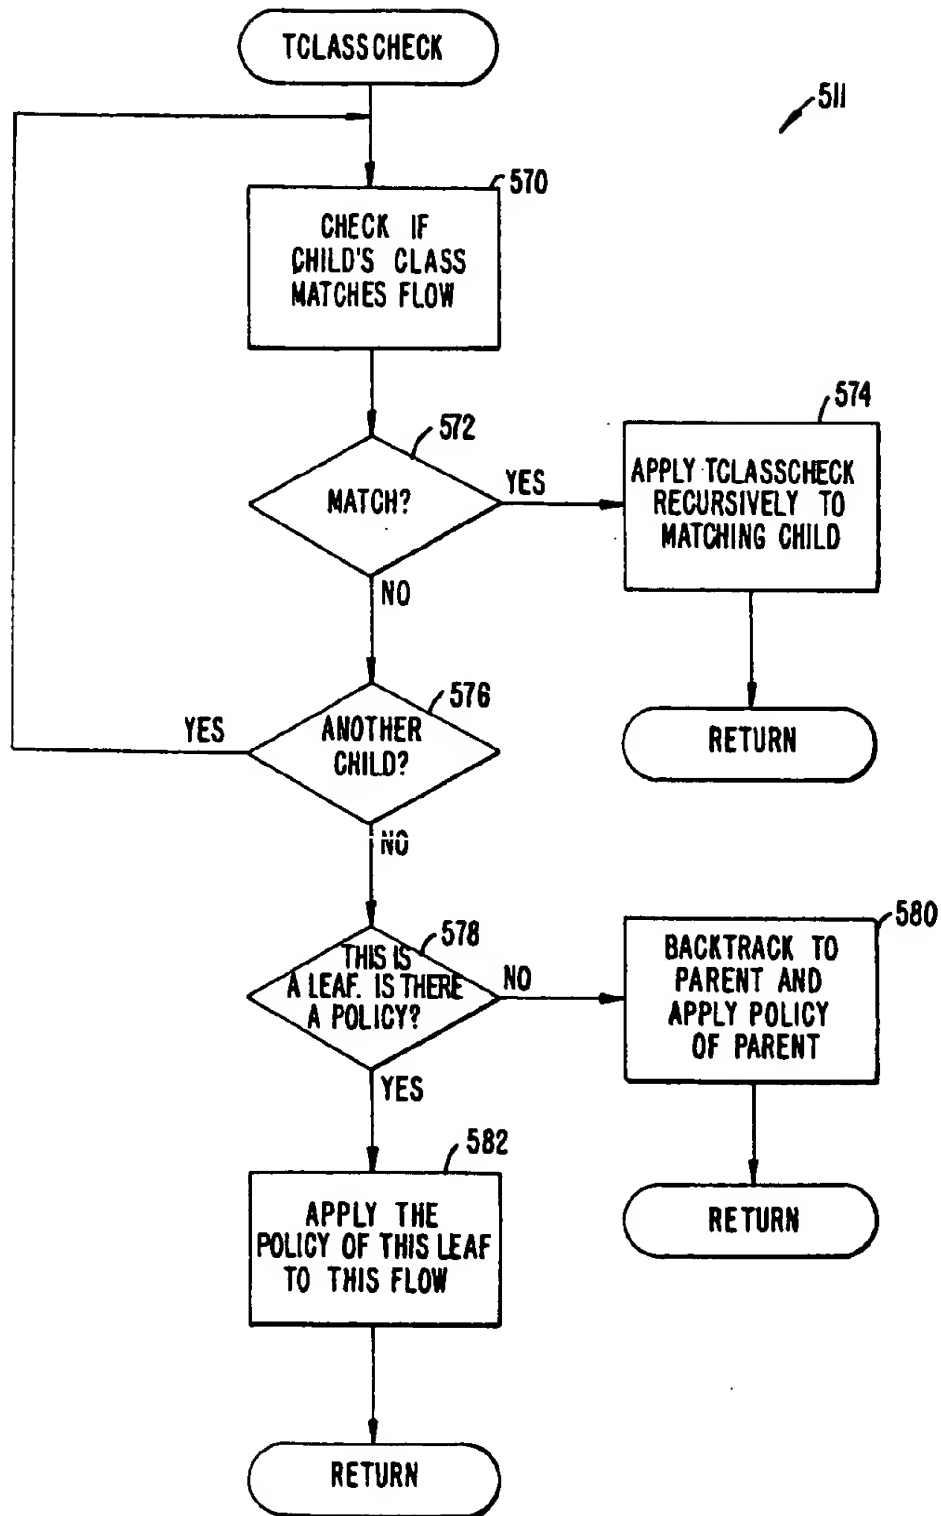 TCLASSCHECK
511
570
CHECK IF
CHILD'S CLASS
MATCHES FLOW
572
MATCH?
YES
574
APPLY TCLASSCHECK
RECURSIVELY TO
MATCHING CHILD
NO
RETURN
576
ANOTHER
CHILD?
YES
NO
578
THIS IS
A LEAF. IS THERE
A POLICY?
NO
580
BACKTRACK TO
PARENT AND
APPLY POLICY
OF PARENT
YES
RETURN
582
APPLY THE
POLICY OF THIS LEAF
TO THIS FLOW
RETURN